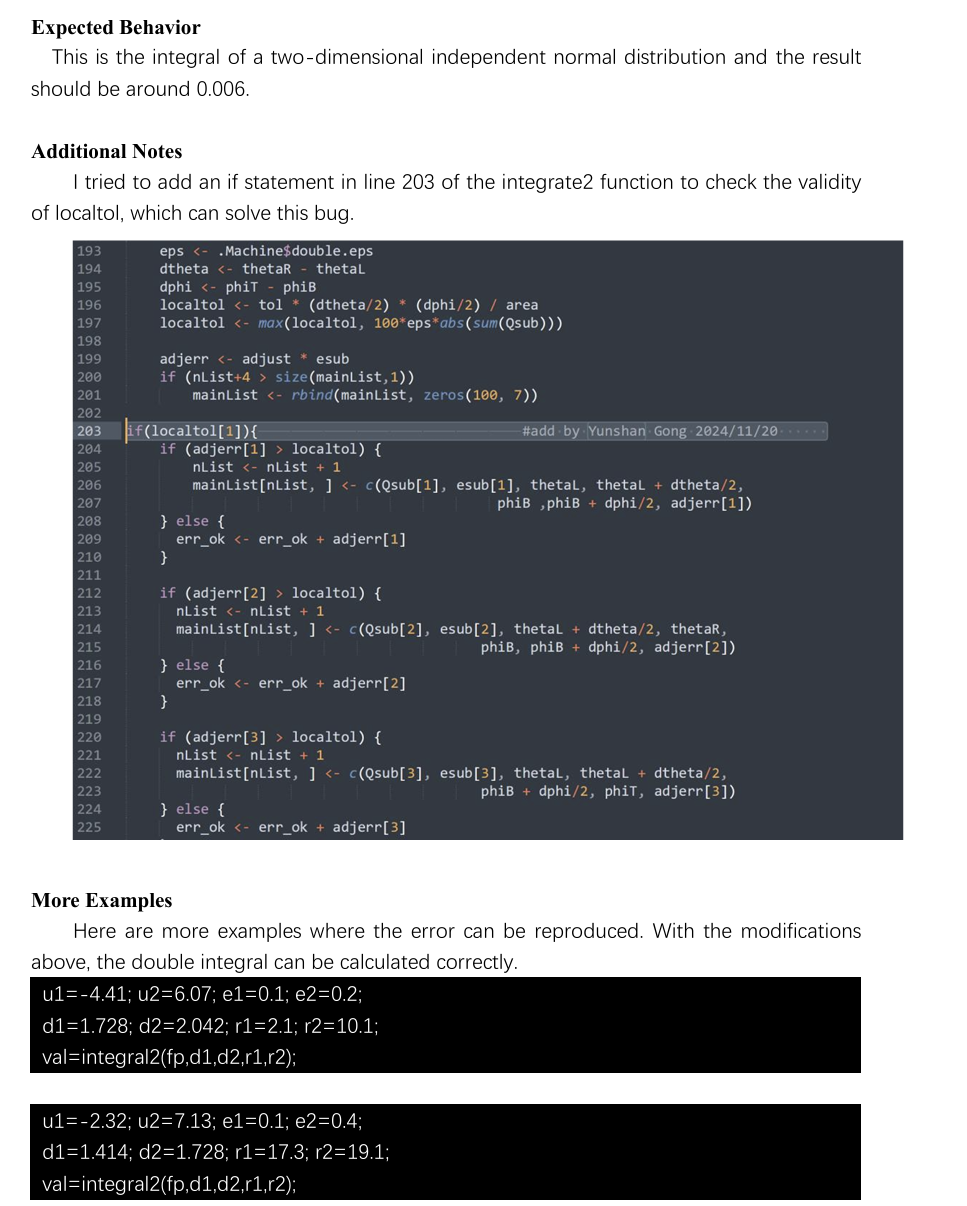 Expected Behavior
This is the integral of a two-dimensional independent normal distribution and the result
should be around 0.006.
Additional Notes
I tried to add an if statement in line 203 of the integrate2 function to check the validity
of localtol, which can solve this bug.
193 eps <- .Machine$double.eps
194 dtheta <- thetaR - thetaL
195 dphi <- phiT - phiB
196 localtol <- tol * (dtheta/2) * (dphi/2) / area
197 localtol <- max(localtol, 100*eps*abs(sum(Qsub)))
198
199 adjerr <- adjust * esub
200 if (nList+4 > size(mainList,1))
201 mainList <- rbind(mainList, zeros(100, 7))
202
203 if(localtol[1]){ #add by Yunshan Gong 2024/11/20
204 if (adjerr[1] > localtol) {
205 nList <- nList + 1
206 mainList[nList, ] <- c(Qsub[1], esub[1], thetaL, thetaL + dtheta/2,
207 phiB ,phiB + dphi/2, adjerr[1])
208 } else {
209 err_ok <- err_ok + adjerr[1]
210 }
211
212 if (adjerr[2] > localtol) {
213 nList <- nList + 1
214 mainList[nList, ] <- c(Qsub[2], esub[2], thetaL + dtheta/2, thetaR,
215 phiB, phiB + dphi/2, adjerr[2])
216 } else {
217 err_ok <- err_ok + adjerr[2]
218 }
219
220 if (adjerr[3] > localtol) {
221 nList <- nList + 1
222 mainList[nList, ] <- c(Qsub[3], esub[3], thetaL, thetaL + dtheta/2,
223 phiB + dphi/2, phiT, adjerr[3])
224 } else {
225 err_ok <- err_ok + adjerr[3]
More Examples
Here are more examples where the error can be reproduced. With the modifications
above, the double integral can be calculated correctly.
u1=-4.41; u2=6.07; e1=0.1; e2=0.2;
d1=1.728; d2=2.042; r1=2.1; r2=10.1;
val=integral2(fp,d1,d2,r1,r2);
u1=-2.32; u2=7.13; e1=0.1; e2=0.4;
d1=1.414; d2=1.728; r1=17.3; r2=19.1;
val=integral2(fp,d1,d2,r1,r2);